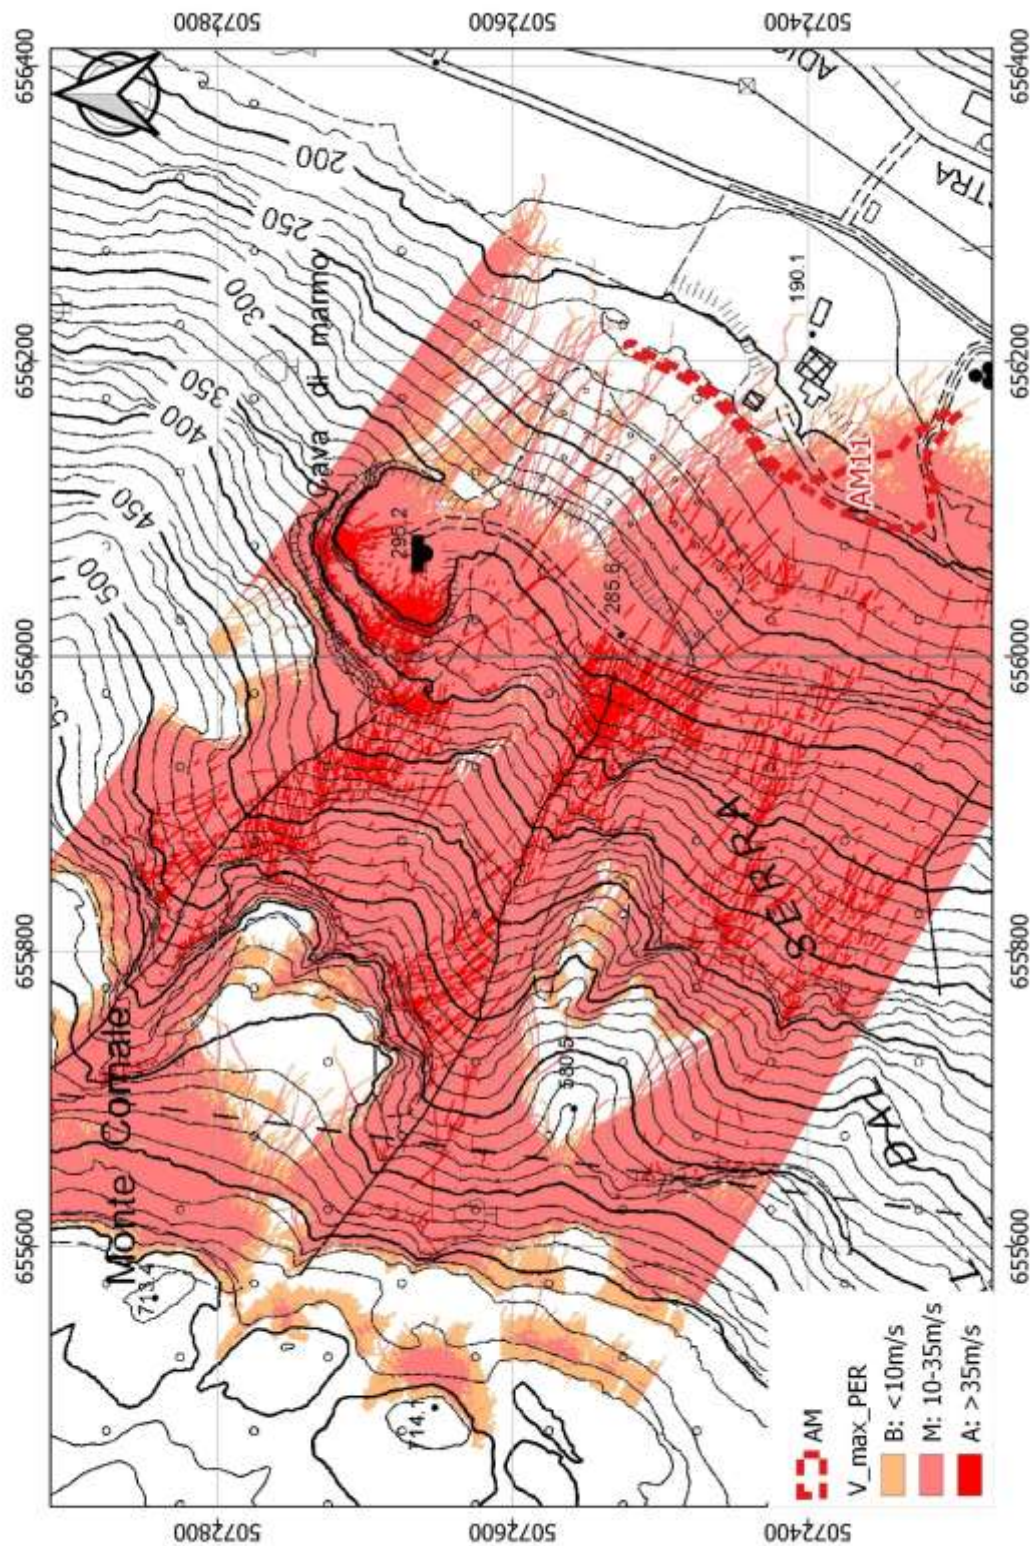 655600 655800 656000 656200 656400
5072800 5072800
Monte Comale
713.4
500 450 400 350 300 250 200
Cava di marmo
295.2
5072600 5072600
580.5
285.6
190.1
SERRA
AM11
5072400 5072400
DAL
TRA
AM
V_max_PER
B: <10m/s
M: 10-35m/s
A: >35m/s
655600 655800 656000 656200 656400